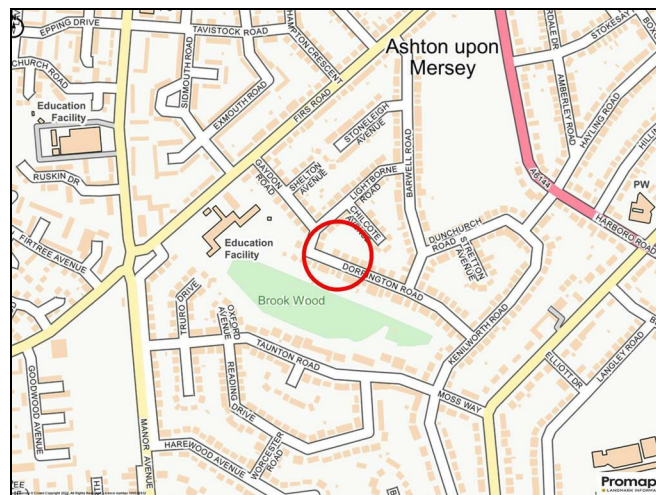 EPPING DRIVE
TAVISTOCK ROAD
HAMPTON CRESCENT
CHURCH ROAD
SIDMOUTH ROAD
EXMOUTH ROAD
FIRS ROAD
Ashton upon
Mersey
STOKESAY
AMBERLEY ROAD
HAYLING ROAD
Education
Facility
RUSKIN DR
STONELEIGH
AVENUE
GAYDON
ROAD
SHELTON
AVENUE
LIGHTBORNE
ROAD
CHILCOTE
AVENUE
BARWELL ROAD
A6144
HARBORO ROAD
PW
FIRTREE AVENUE
Education
Facility
DUNCHURCH
ROAD
STRETTON
AVENUE
DORRINGTON ROAD
Brook Wood
TRURO DRIVE
OXFORD
AVENUE
TAUNTON ROAD
KENILWORTH ROAD
READING DRIVE
GOODWOOD AVENUE
MANOR AVENUE
HAREWOOD AVENUE
WORCESTER
ROAD
MOSS WAY
ELLIOTT DR
LANGLEY ROAD
Promap